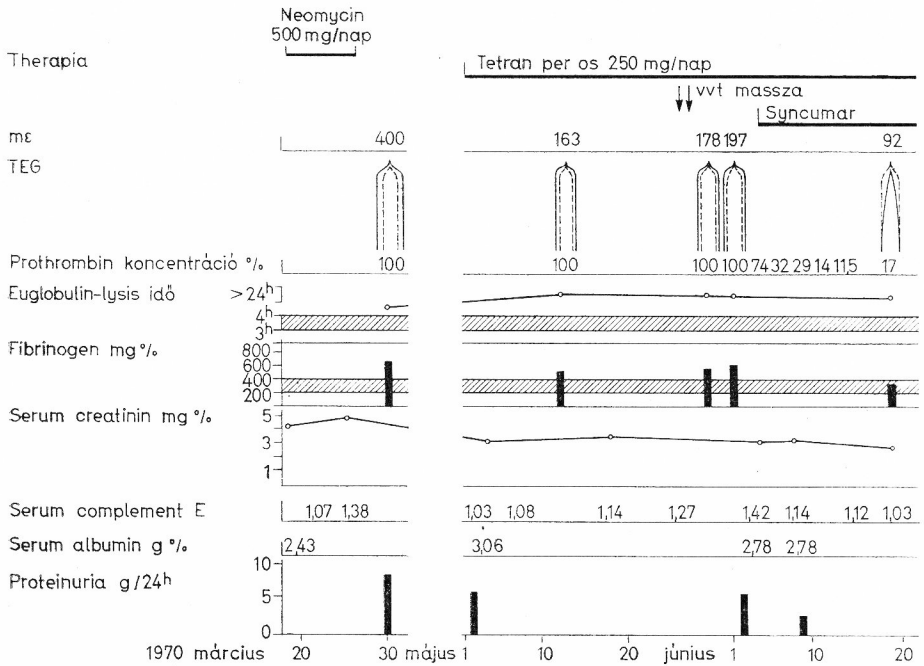 Neomycin
500 mg/nap
Therapia
Tetran per os 250 mg/nap
vvt massza
Syncumar
mε 400 163 178 197 92
TEG
Prothrombin koncentráció % 100 100 100 100 74 32 29 14 11,5 17
Euglobulin-lysis idő >24h
4h
3h
Fibrinogen mg%
800
600
400
200
Serum creatinin mg %
5
3
1
Serum complement E 1,07 1,38 1,03 1,08 1,14 1,27 1,42 1,14 1,12 1,03
Serum albumin g % 2,43 3,06 2,78 2,78
Proteinuria g/24h
10
5
0
1970 március 20 30 május 1 10 20 június 1 10 20